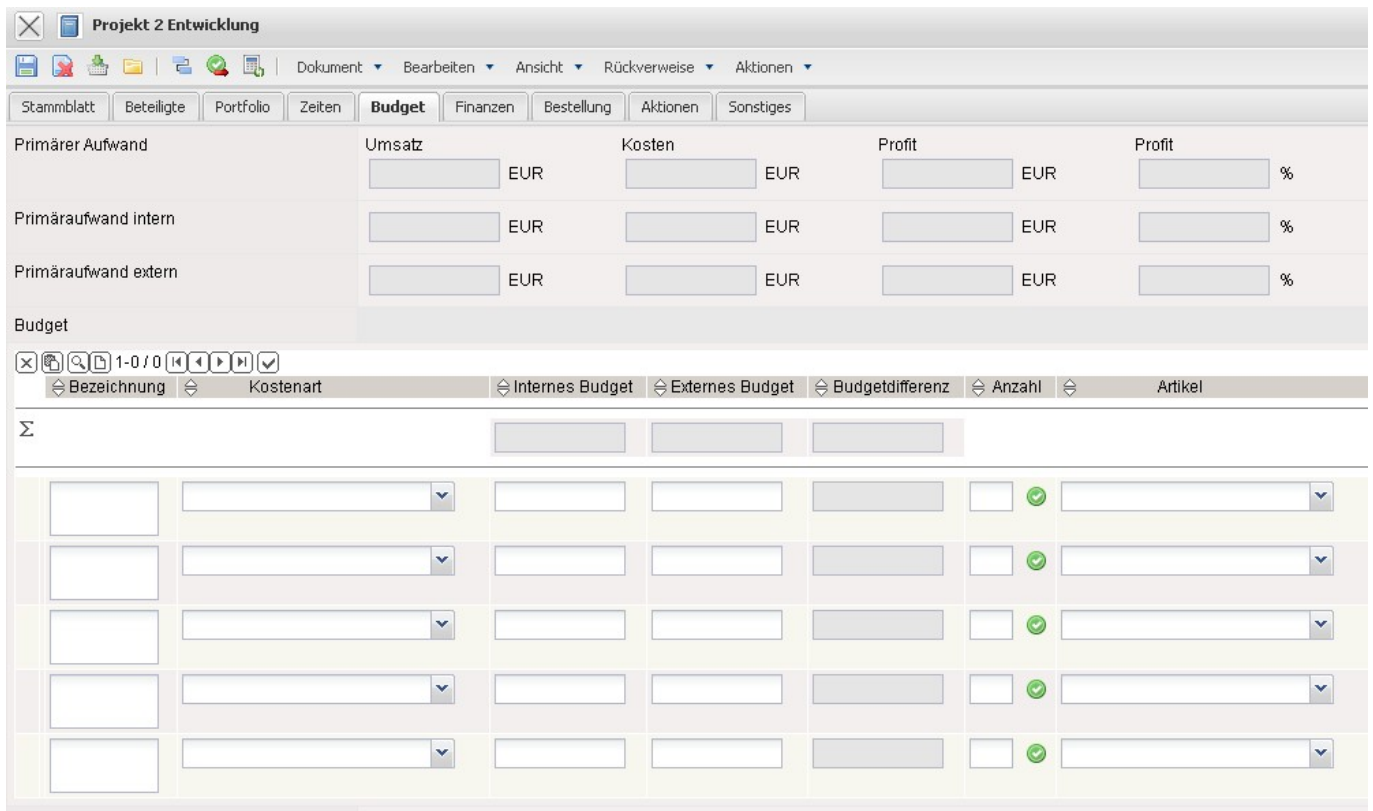 Projekt 2 Entwicklung
Dokument Bearbeiten Ansicht Rückverweise Aktionen
Stammblatt Beteiligte Portfolio Zeiten Budget Finanzen Bestellung Aktionen Sonstiges
Primärer Aufwand Umsatz Kosten Profit Profit
EUR EUR EUR %
Primäraufwand intern EUR EUR EUR %
Primäraufwand extern EUR EUR EUR %
Budget
1-0 / 0
Bezeichnung Kostenart Internes Budget Externes Budget Budgetdifferenz Anzahl Artikel
Σ